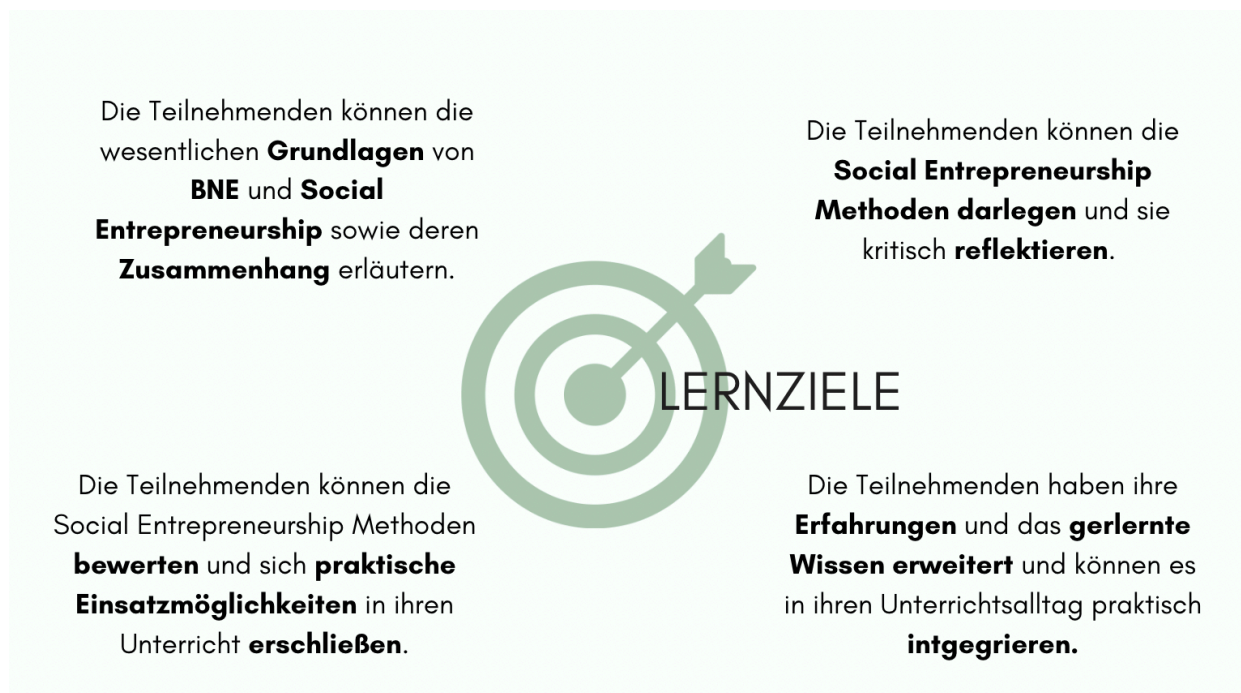 Die Teilnehmenden können die
wesentlichen Grundlagen von
BNE und Social
Entrepreneurship sowie deren
Zusammenhang erläutern.
Die Teilnehmenden können die
Social Entrepreneurship
Methoden darlegen und sie
kritisch reflektieren.
LERNZIELE
Die Teilnehmenden können die
Social Entrepreneurship Methoden
bewerten und sich praktische
Einsatzmöglichkeiten in ihren
Unterricht erschließen.
Die Teilnehmenden haben ihre
Erfahrungen und das gerlernte
Wissen erweitert und können es
in ihren Unterrichtsalltag praktisch
intgegrieren.